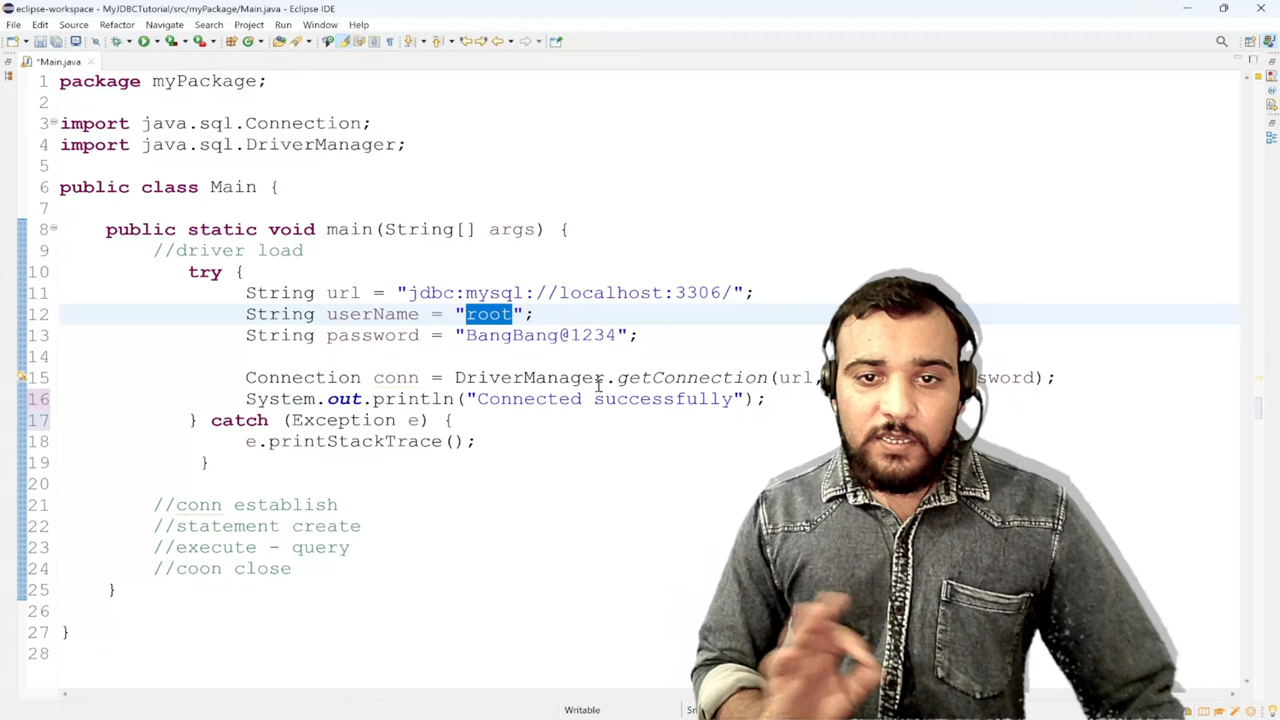 eclipse-workspace - MyJDBCTutorial/src/myPackage/Main.java - Eclipse IDE
File Edit Source Refactor Navigate Search Project Run Window Help
*Main.java
1 package myPackage;
2
3 import java.sql.Connection;
4 import java.sql.DriverManager;
5
6 public class Main {
7
8 public static void main(String[] args) {
9 //driver load
10 try {
11 String url = "jdbc:mysql://localhost:3306/";
12 String userName = "root";
13 String password = "BangBang@1234";
14
15 Connection conn = DriverManager.getConnection(url, sword);
16 System.out.println("Connected successfully");
17 } catch (Exception e) {
18 e.printStackTrace();
19 }
20
21 //conn establish
22 //statement create
23 //execute - query
24 //coon close
25 }
26
27 }
28
Writable